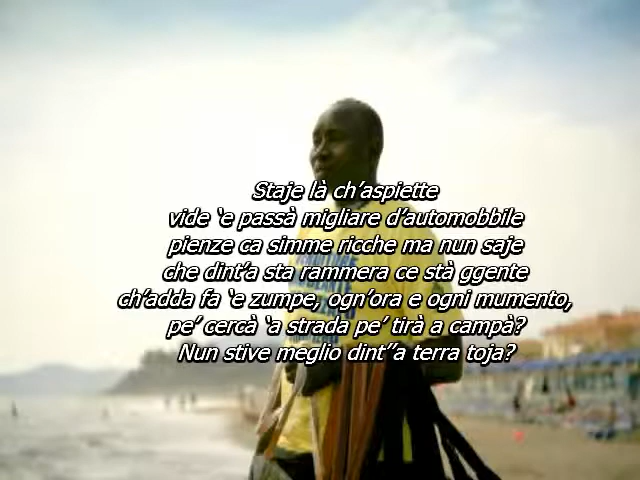 Staje là ch’aspiette
vide ‘e passà migliare d’automobbile
pienze ca simme ricche ma nun saje
che dint’a sta rammera ce stà ggente
ch’adda fa ‘e zumpe, ogn’ora e ogni mumento,
pe’ cercà ‘a strada pe’ tirà a campà?
Nun stive meglio dint’’a terra toja?